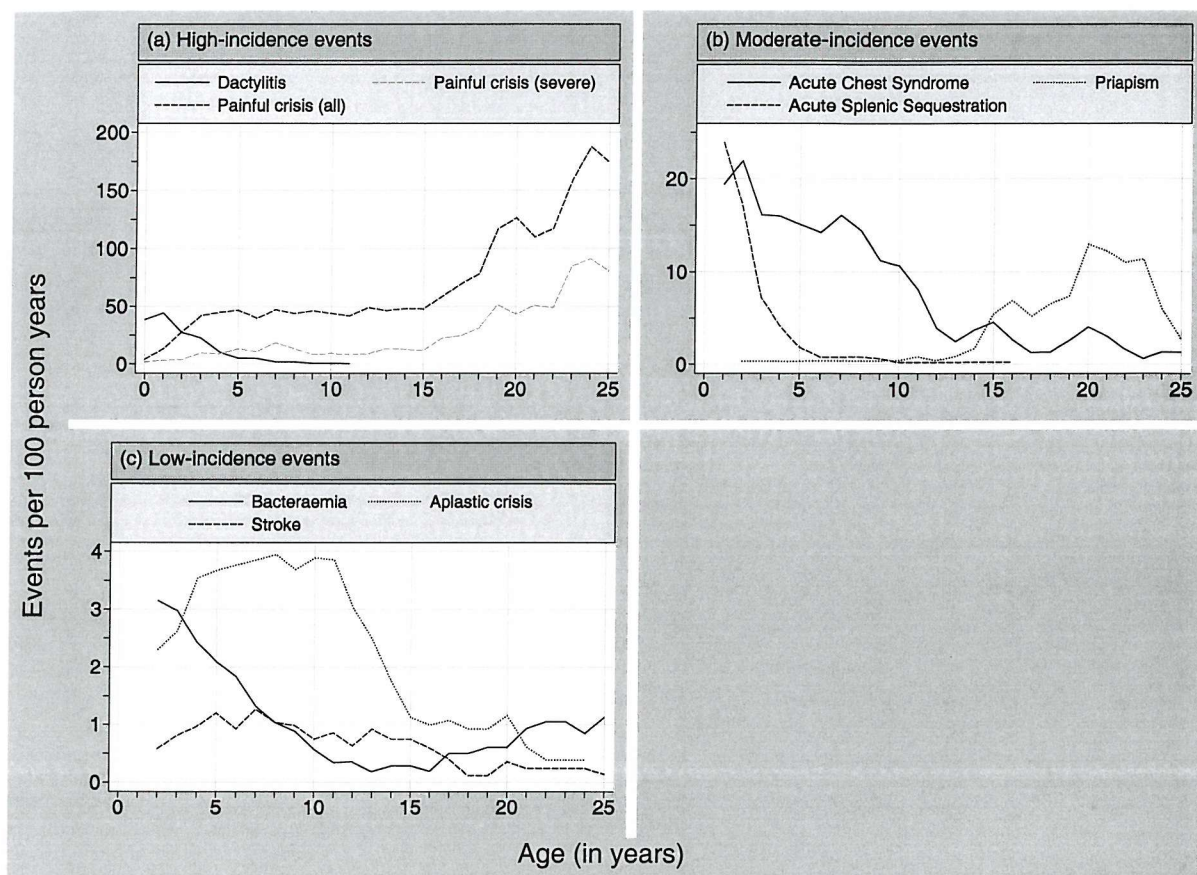 (a) High-incidence events
Dactylitis
Painful crisis (severe)
Painful crisis (all)
200
150
100
50
0
0 5 10 15 20 25
(b) Moderate-incidence events
Acute Chest Syndrome
Priapism
Acute Splenic Sequestration
20
10
0
0 5 10 15 20 25
(c) Low-incidence events
Bacteraemia
Aplastic crisis
Stroke
4
3
2
1
0
0 5 10 15 20 25
Events per 100 person years
Age (in years)